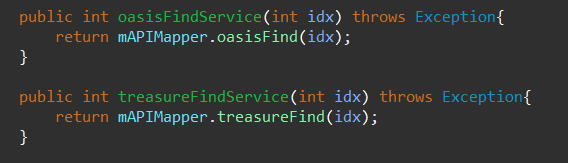 public int oasisFindService(int idx) throws Exception{
    return mAPIMapper.oasisFind(idx);
}
public int treasureFindService(int idx) throws Exception{
    return mAPIMapper.treasureFind(idx);
}